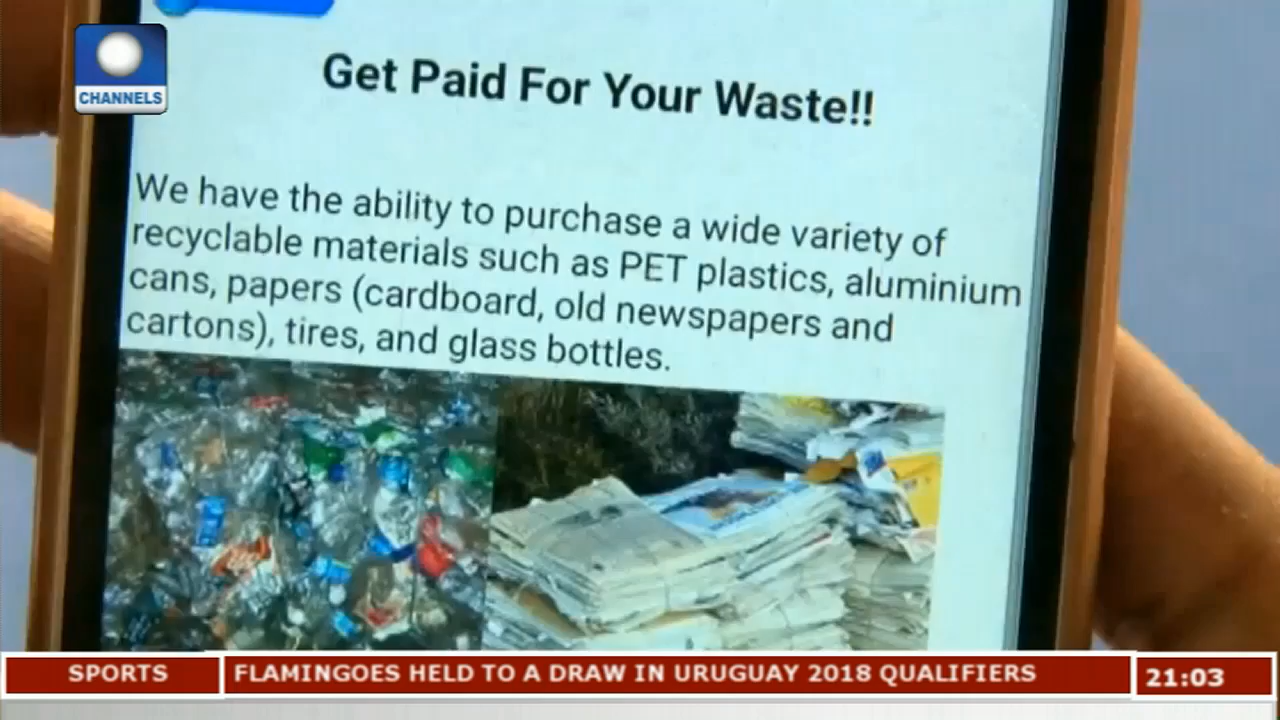 CHANNELS
Get Paid For Your Waste!!
We have the ability to purchase a wide variety of
recyclable materials such as PET plastics, aluminium
cans, papers (cardboard, old newspapers and
cartons), tires, and glass bottles.
SPORTS
FLAMINGOES HELD TO A DRAW IN URUGUAY 2018 QUALIFIERS
21:03